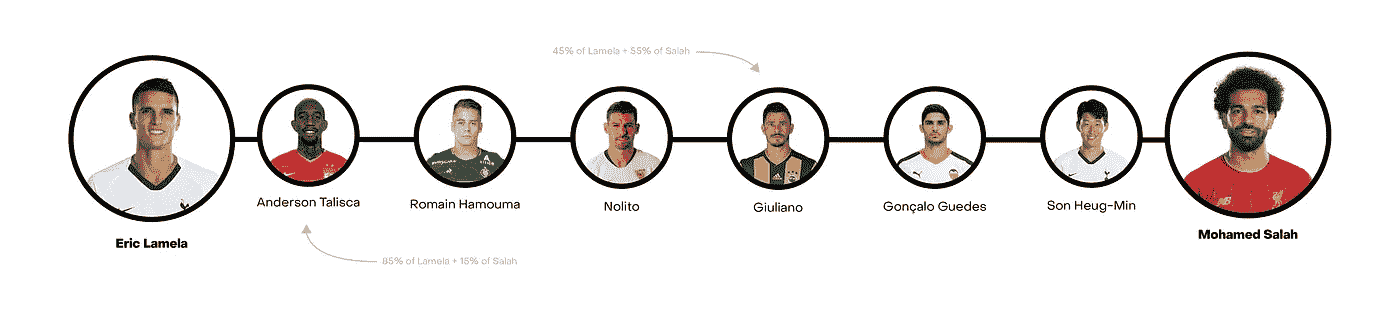 45% of Lamela + 55% of Salah
Anderson Talisca
Romain Hamouma
Nolito
Giuliano
Gonçalo Guedes
Son Heug-Min
Eric Lamela
Mohamed Salah
85% of Lamela + 15% of Salah